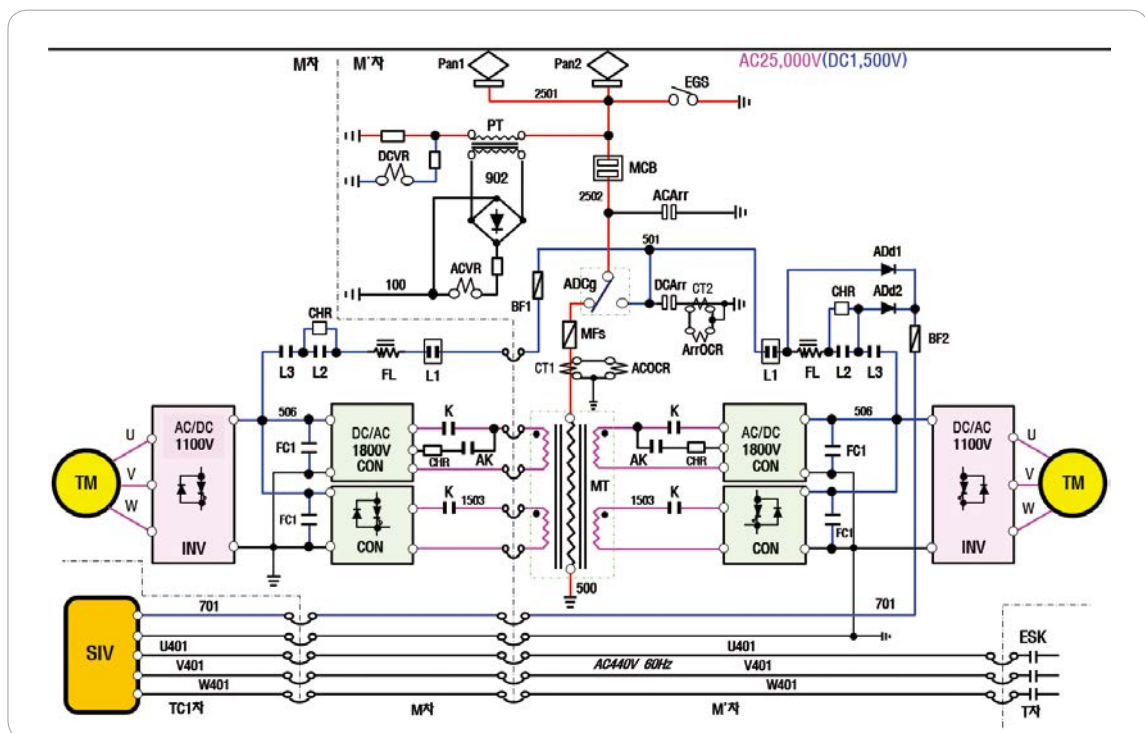 M차 M'차 Pan1 Pan2 AC25,000V(DC1,500V)
2501 EGS
PT
DCVR MCB
902 2502 ACArr
501 ADd1
ACVR ADCg DCArr CT2 CHR ADd2
100 BF1
CHR MFs ArrOCR BF2
L3 L2 FL L1 CT1 ACOCR L1 FL L2 L3
AC/DC 506 DC/AC K K AC/DC 506 AC/DC
1100V 1800V 1800V 1100V
U FC1 CON CHR AK AK CHR CON FC1 U
TM V MT V TM
W K 1503 1503 K W
FC1 FC1
INV CON CON INV
500
701 701
SIV U401 U401 ESK
V401 AC440V 60Hz V401
W401 W401
TC1차 M차 M'차 T차